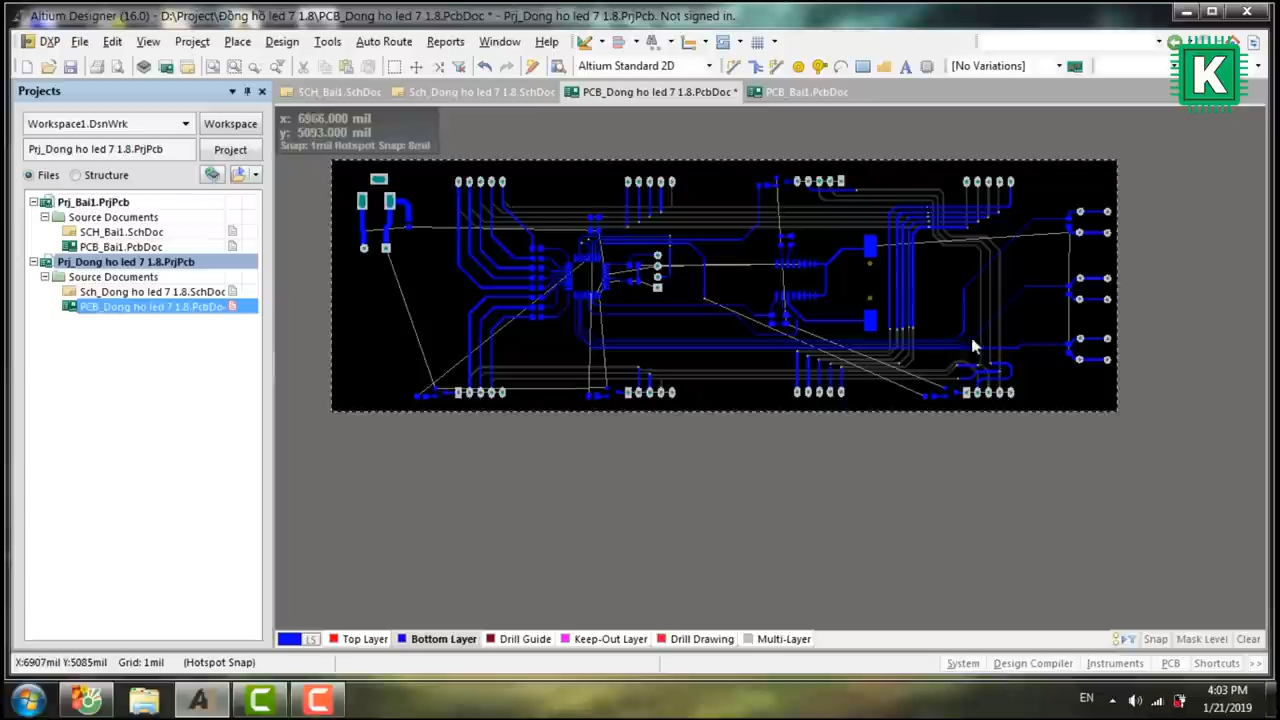 Altium Designer (16.0) - D:\Project\Đồng hồ led 7 1.8\PCB_Dong ho led 7 1.8.PcbDoc * - Prj_Dong ho led 7 1.8.PrjPcb. Not signed in.
DXP File Edit View Project Place Design Tools Auto Route Reports Window Help
Altium Standard 2D [No Variations]
K
Projects
SCH_Bai1.SchDoc Sch_Dong ho led 7 1.8.SchDoc PCB_Dong ho led 7 1.8.PcbDoc * PCB_Bai1.PcbDoc
Workspace1.DsnWrk Workspace
Prj_Dong ho led 7 1.8.PrjPcb Project
Files Structure
Prj_Bai1.PrjPcb
Source Documents
SCH_Bai1.SchDoc
PCB_Bai1.PcbDoc
Prj_Dong ho led 7 1.8.PrjPcb
Source Documents
Sch_Dong ho led 7 1.8.SchDoc
PCB_Dong ho led 7 1.8.PcbDoc
x: 6966.000 mil
y: 5093.000 mil
Snap: 1mil Hotspot Snap: 8mil
LS Top Layer Bottom Layer Drill Guide Keep-Out Layer Drill Drawing Multi-Layer Snap Mask Level Clear
X:6907mil Y:5085mil Grid: 1mil (Hotspot Snap) System Design Compiler Instruments PCB Shortcuts >>
EN 4:03 PM
1/21/2019